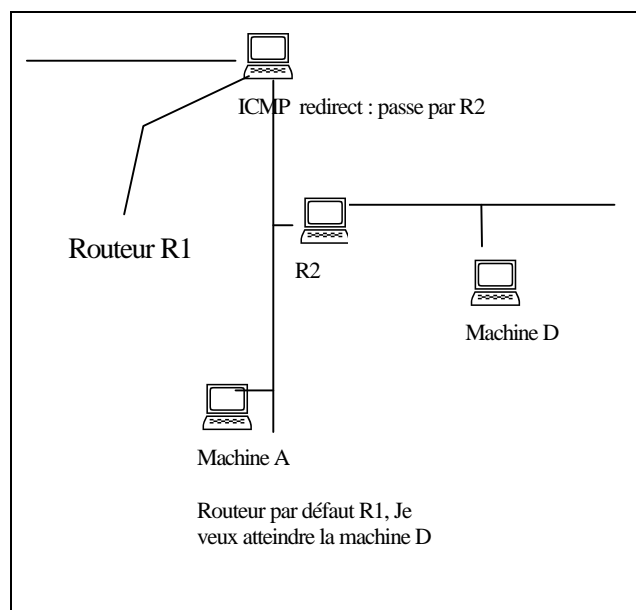 ICMP redirect : passe par R2
Routeur R1
R2
Machine D
Machine A
Routeur par défaut R1, Je
veux atteindre la machine D